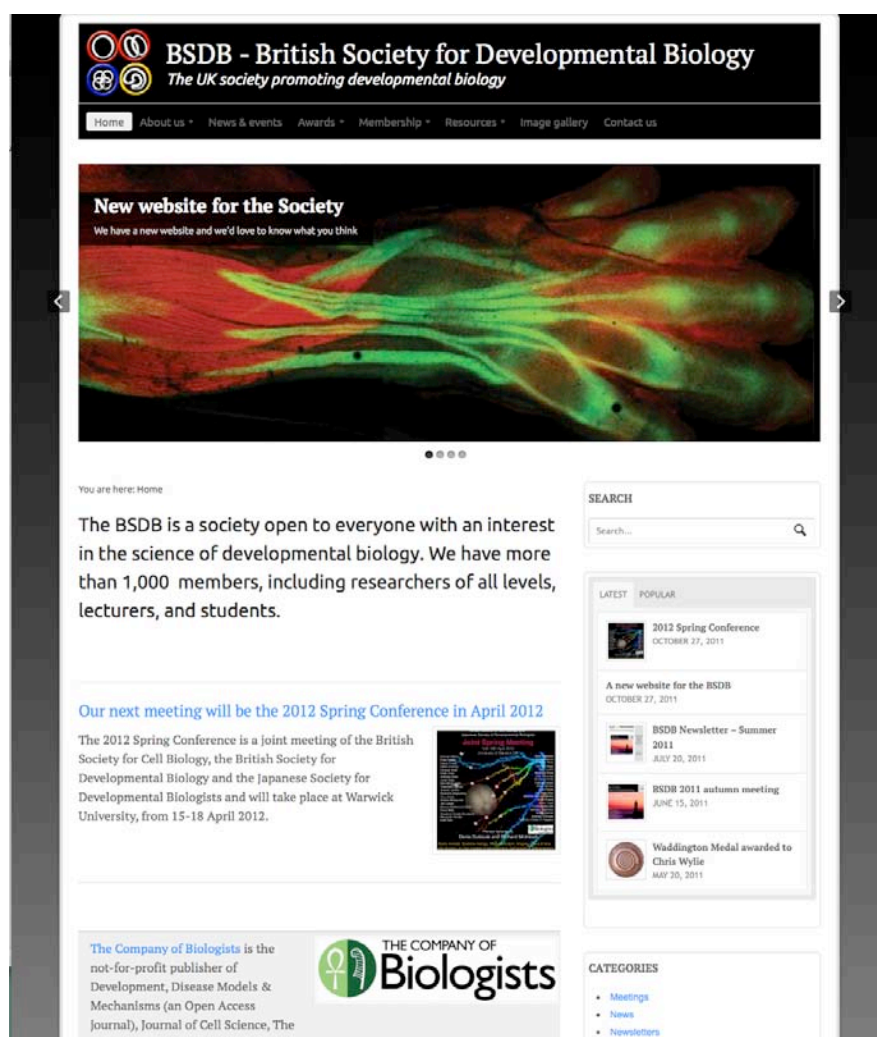 BSDB - British Society for Developmental Biology
The UK society promoting developmental biology
Home About us News & events Awards Membership Resources Image gallery Contact us
New website for the Society
We have a new website and we'd love to know what you think
You are here: Home
The BSDB is a society open to everyone with an interest
in the science of developmental biology. We have more
than 1,000 members, including researchers of all levels,
lecturers, and students.
Our next meeting will be the 2012 Spring Conference in April 2012
The 2012 Spring Conference is a joint meeting of the British
Society for Cell Biology, the British Society for
Developmental Biology and the Japanese Society for
Developmental Biologists and will take place at Warwick
University, from 15-18 April 2012.
Joint Spring Meeting
The Company of Biologists is the
not-for-profit publisher of
Development, Disease Models &
Mechanisms (an Open Access
Journal), Journal of Cell Science, The
THE COMPANY OF
Biologists
SEARCH
Search...
LATEST POPULAR
2012 Spring Conference
OCTOBER 27, 2011
A new website for the BSDB
OCTOBER 27, 2011
BSDB Newsletter – Summer
2011
JULY 20, 2011
BSDB 2011 autumn meeting
JUNE 15, 2011
Waddington Medal awarded to
Chris Wylie
MAY 20, 2011
CATEGORIES
Meetings
News
Newsletters